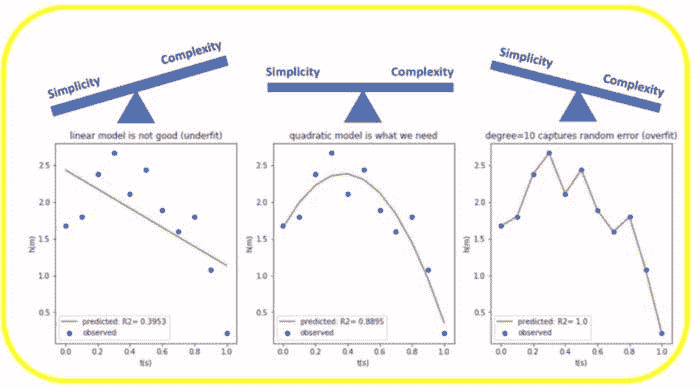 Simplicity Complexity
Simplicity Complexity
Simplicity Complexity
linear model is not good (underfit)
2.5
2.0
1.5
1.0
0.5
h(m)
predicted: R2= 0.3953
observed
0.0 0.2 0.4 0.6 0.8 1.0
t(s)
quadratic model is what we need
2.5
2.0
1.5
1.0
0.5
h(m)
predicted: R2= 0.8895
observed
0.0 0.2 0.4 0.6 0.8 1.0
t(s)
degree=10 captures random error (overfit)
2.5
2.0
1.5
1.0
0.5
h(m)
predicted: R2= 1.0
observed
0.0 0.2 0.4 0.6 0.8 1.0
t(s)